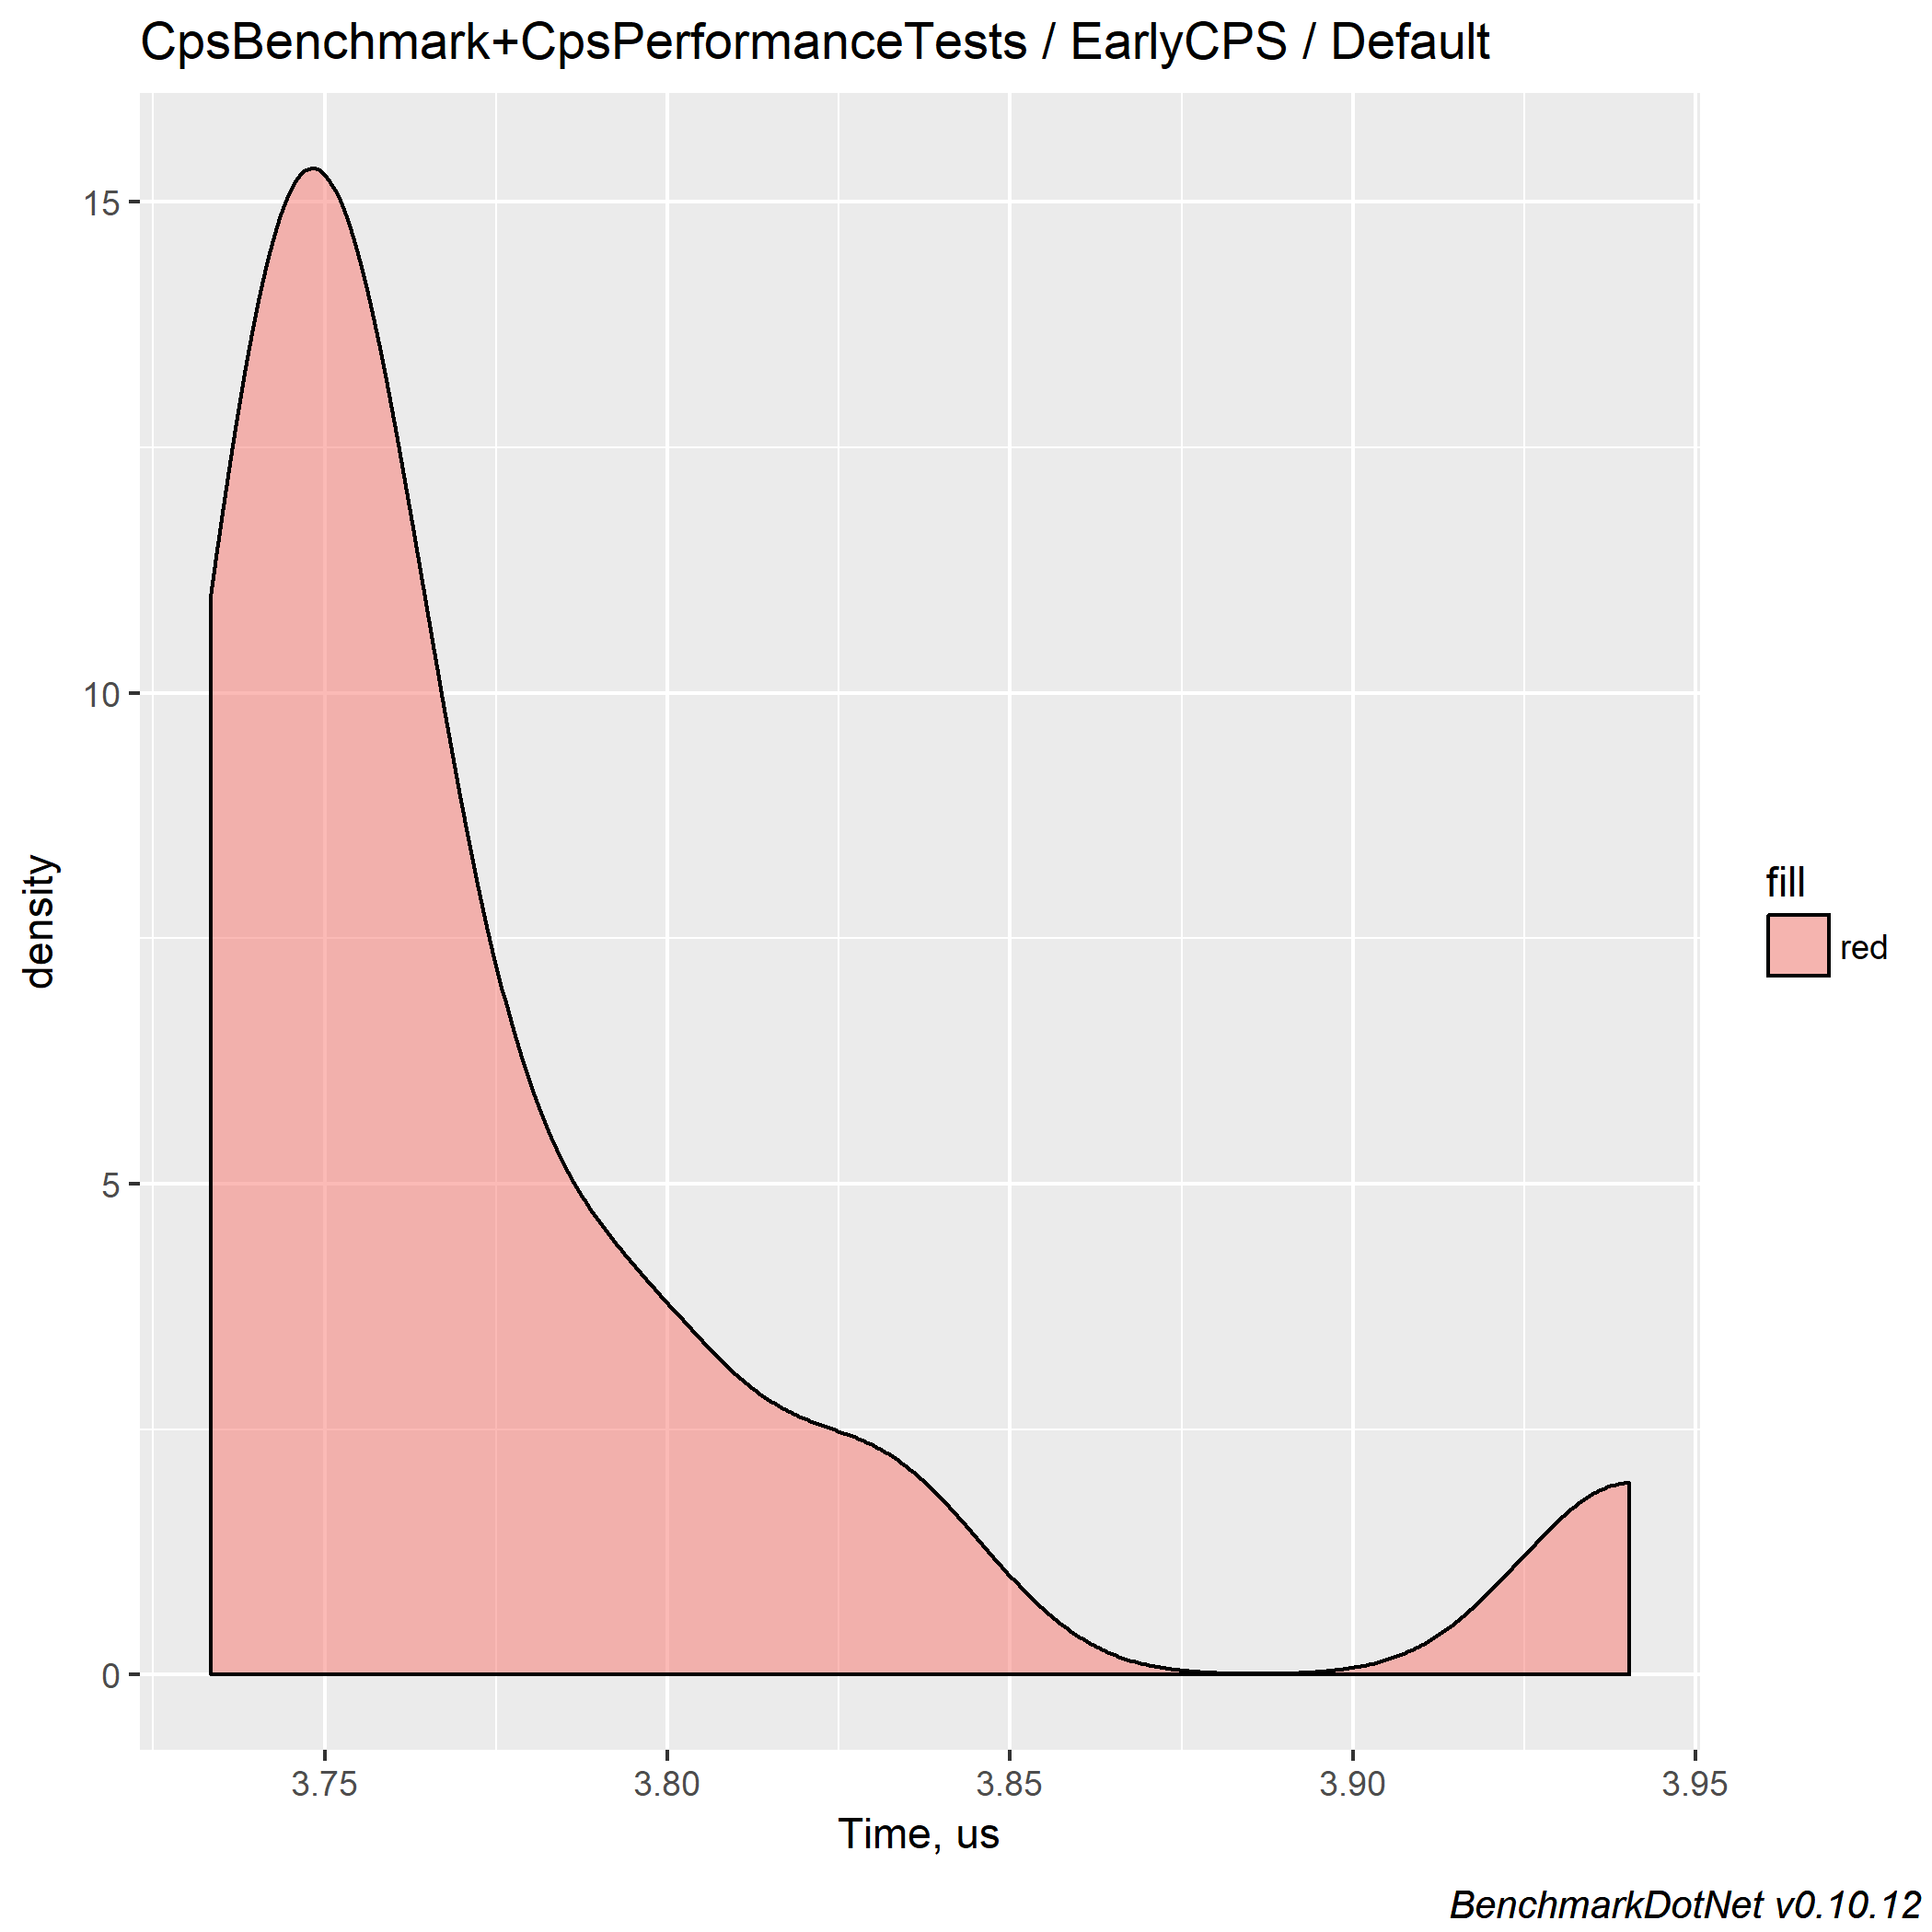 CpsBenchmark+CpsPerformanceTests / EarlyCPS / Default
15
10
5
0
density
3.75 3.80 3.85 3.90 3.95
Time, us
fill
red
BenchmarkDotNet v0.10.12